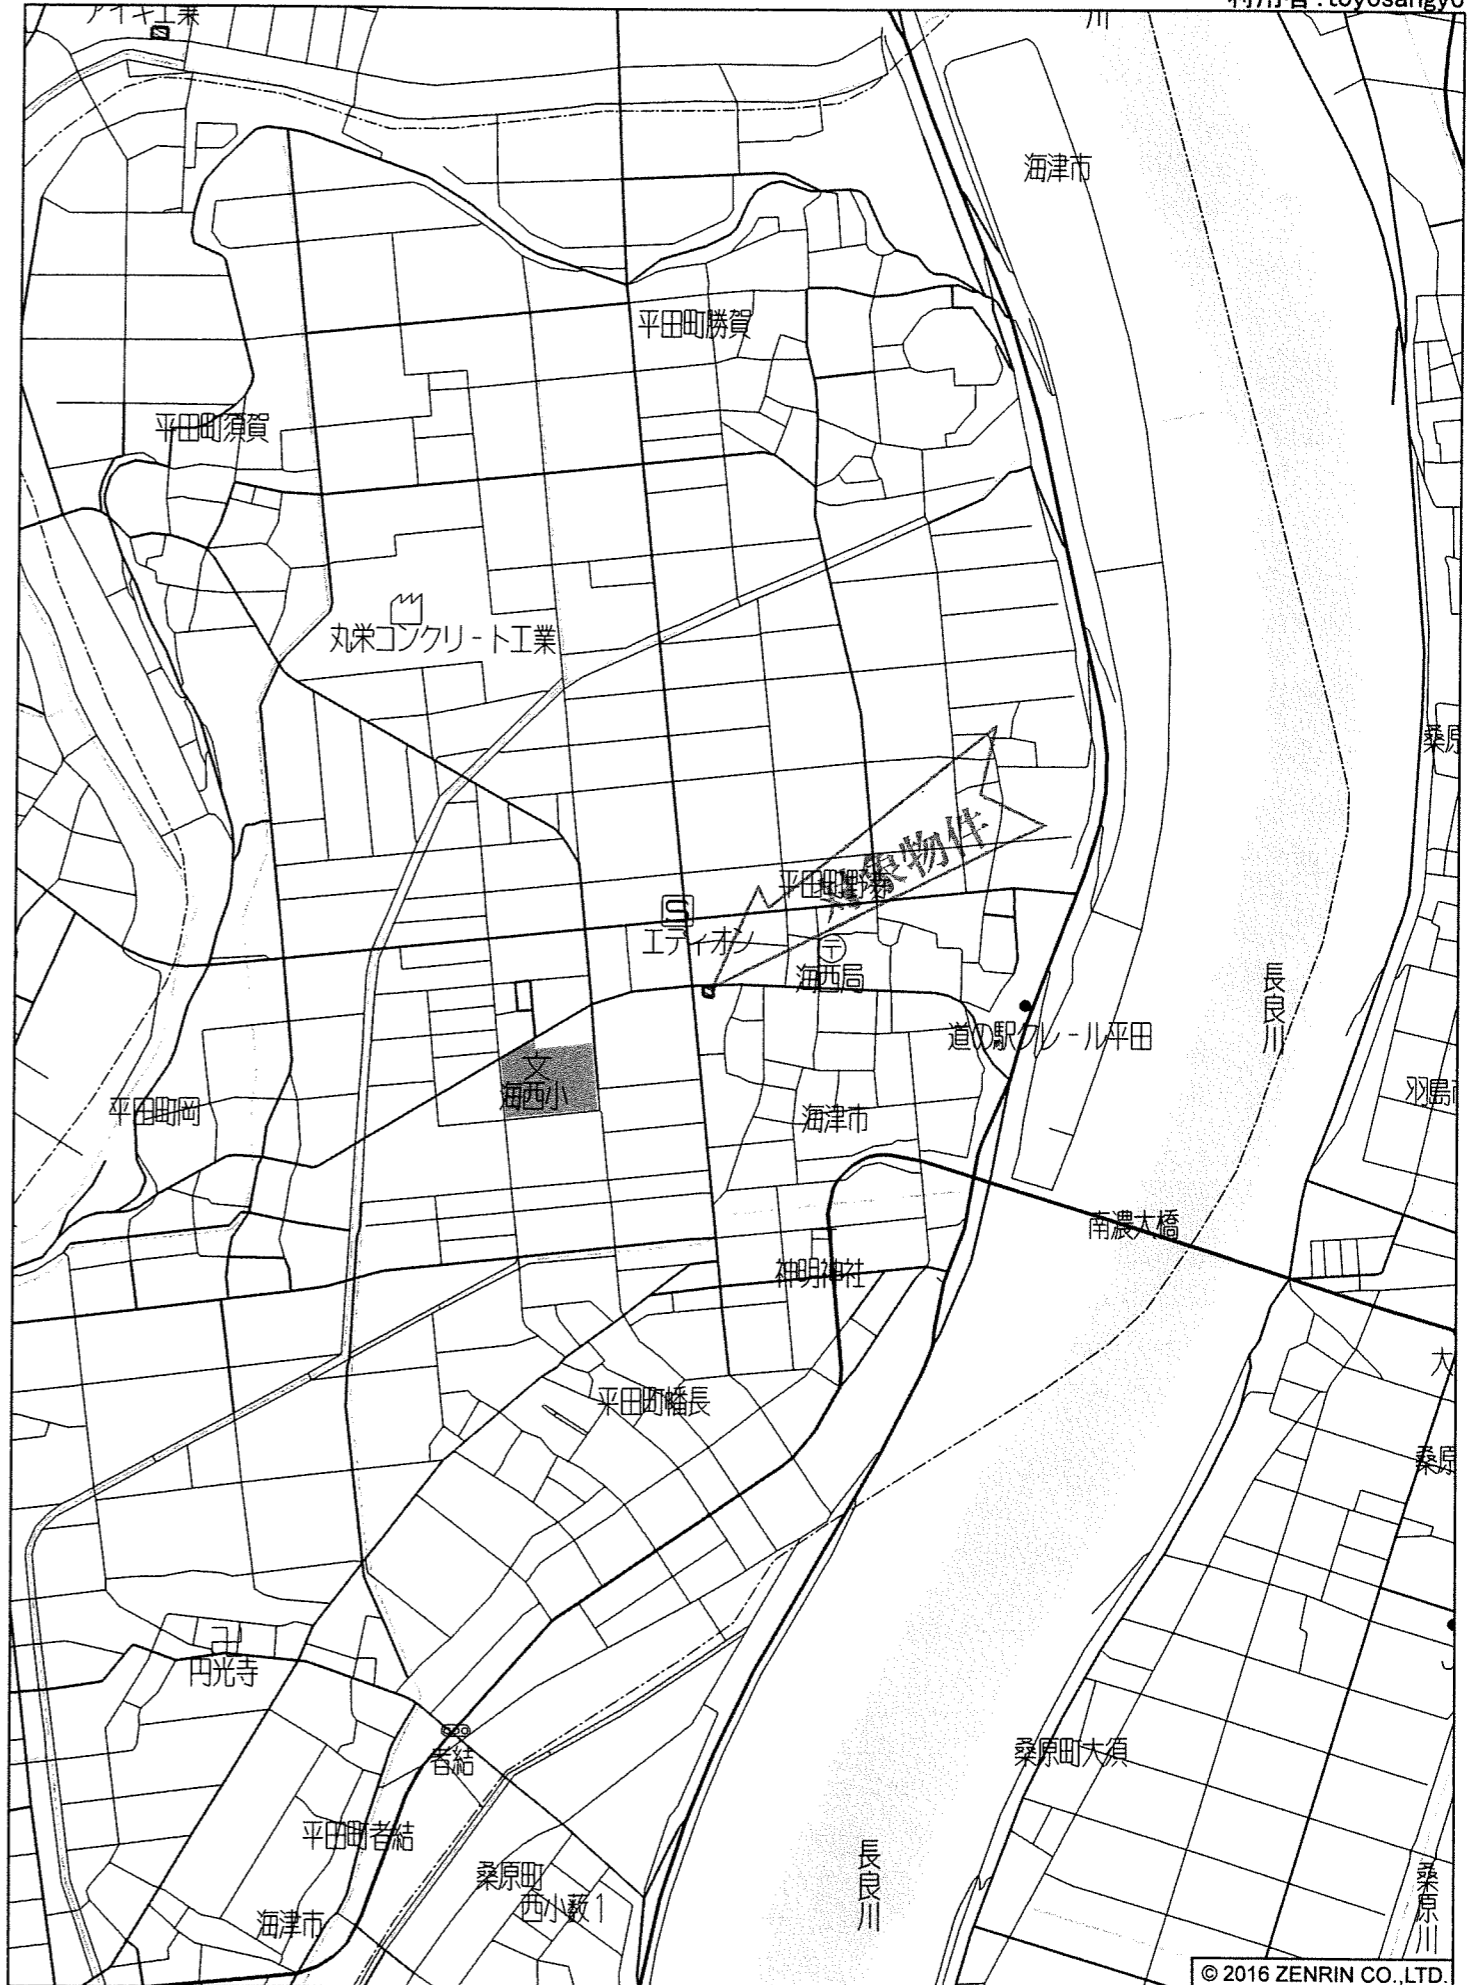 利用者:toyosangyo
アイキ工業
川
海津市
平田町勝賀
平田町須賀
丸栄コンクリート工業
桑原
対象物件
平田町野寺
エディオン
海西局
長良川
道の駅クレール平田
文
海西小
平田町岡
海津市
羽島市
南濃大橋
神明神社
大
平田町幡長
桑原
円光寺
者結
桑原町大須
平田町者結
桑原町
西小薮1
長良川
桑原川
海津市
© 2016 ZENRIN CO.,LTD.